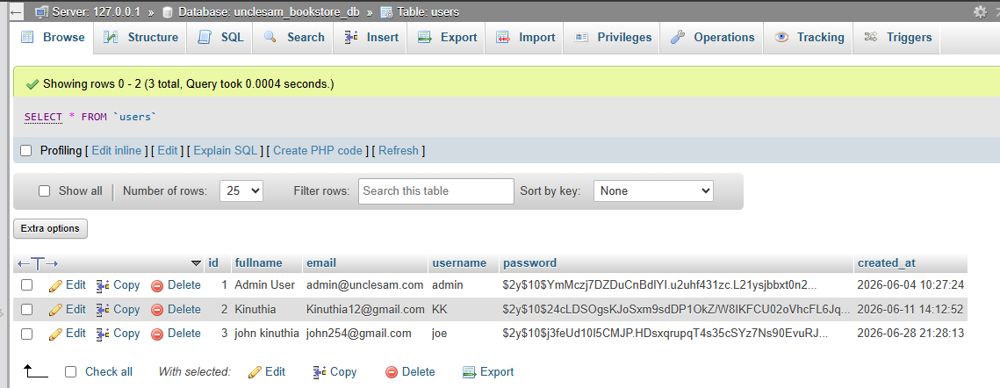 Server: 127.0.0.1 » Database: unclesam_bookstore_db » Table: users
Browse Structure SQL Search Insert Export Import Privileges Operations Tracking Triggers
Showing rows 0 - 2 (3 total, Query took 0.0004 seconds.)
SELECT * FROM `users`
Profiling [ Edit inline ] [ Edit ] [ Explain SQL ] [ Create PHP code ] [ Refresh ]
Show all Number of rows: 25 Filter rows: Search this table Sort by key: None
Extra options
id fullname email username password created_at
Edit Copy Delete 1 Admin User admin@unclesam.com admin $2y$10$YmMczj7DZDuCnBdlYI.u2uhf431zc.L21ysjbbxt0n2... 2026-06-04 10:27:24
Edit Copy Delete 2 Kinuthia Kinuthia12@gmail.com KK $2y$10$24cLDSOgsKJoSxm9sdDP1OkZ/W8IKFCU02oVhcFL6Jq... 2026-06-11 14:12:52
Edit Copy Delete 3 john kinuthia john254@gmail.com joe $2y$10$j3feUd10I5CMJP.HDsxqrupqT4s35cSYz7Ns90EvuRJ... 2026-06-28 21:28:13
Check all With selected: Edit Copy Delete Export